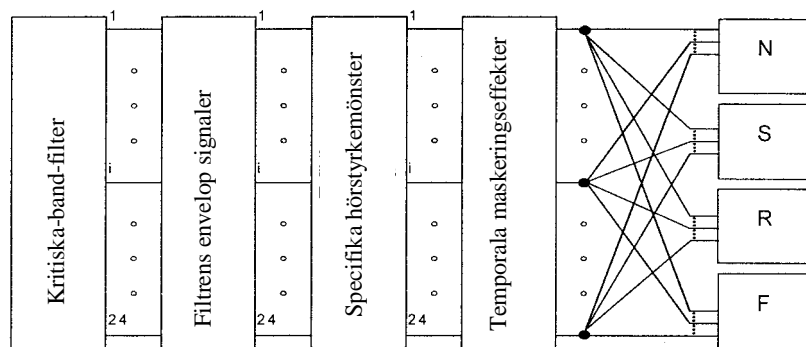 Kritiska-band-filter
1
i
24
Filtrens envelop signaler
1
i
24
Specifika hörstyrkemönster
1
i
24
Temporala maskeringseffekter
N
S
R
F